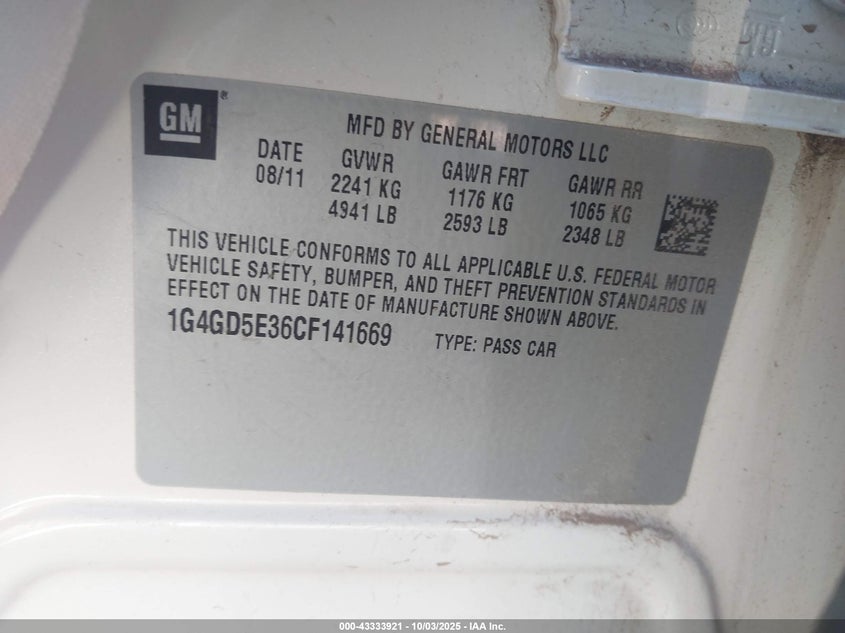 GM®
MFD BY GENERAL MOTORS LLC
DATE GVWR GAWR FRT GAWR RR
08/11 2241 KG 1176 KG 1065 KG
4941 LB 2593 LB 2348 LB
THIS VEHICLE CONFORMS TO ALL APPLICABLE U.S. FEDERAL MOTOR
VEHICLE SAFETY, BUMPER, AND THEFT PREVENTION STANDARDS IN
EFFECT ON THE DATE OF MANUFACTURE SHOWN ABOVE.
1G4GD5E36CF141669 TYPE: PASS CAR
000-43333921 - 10/03/2025 - IAA Inc.